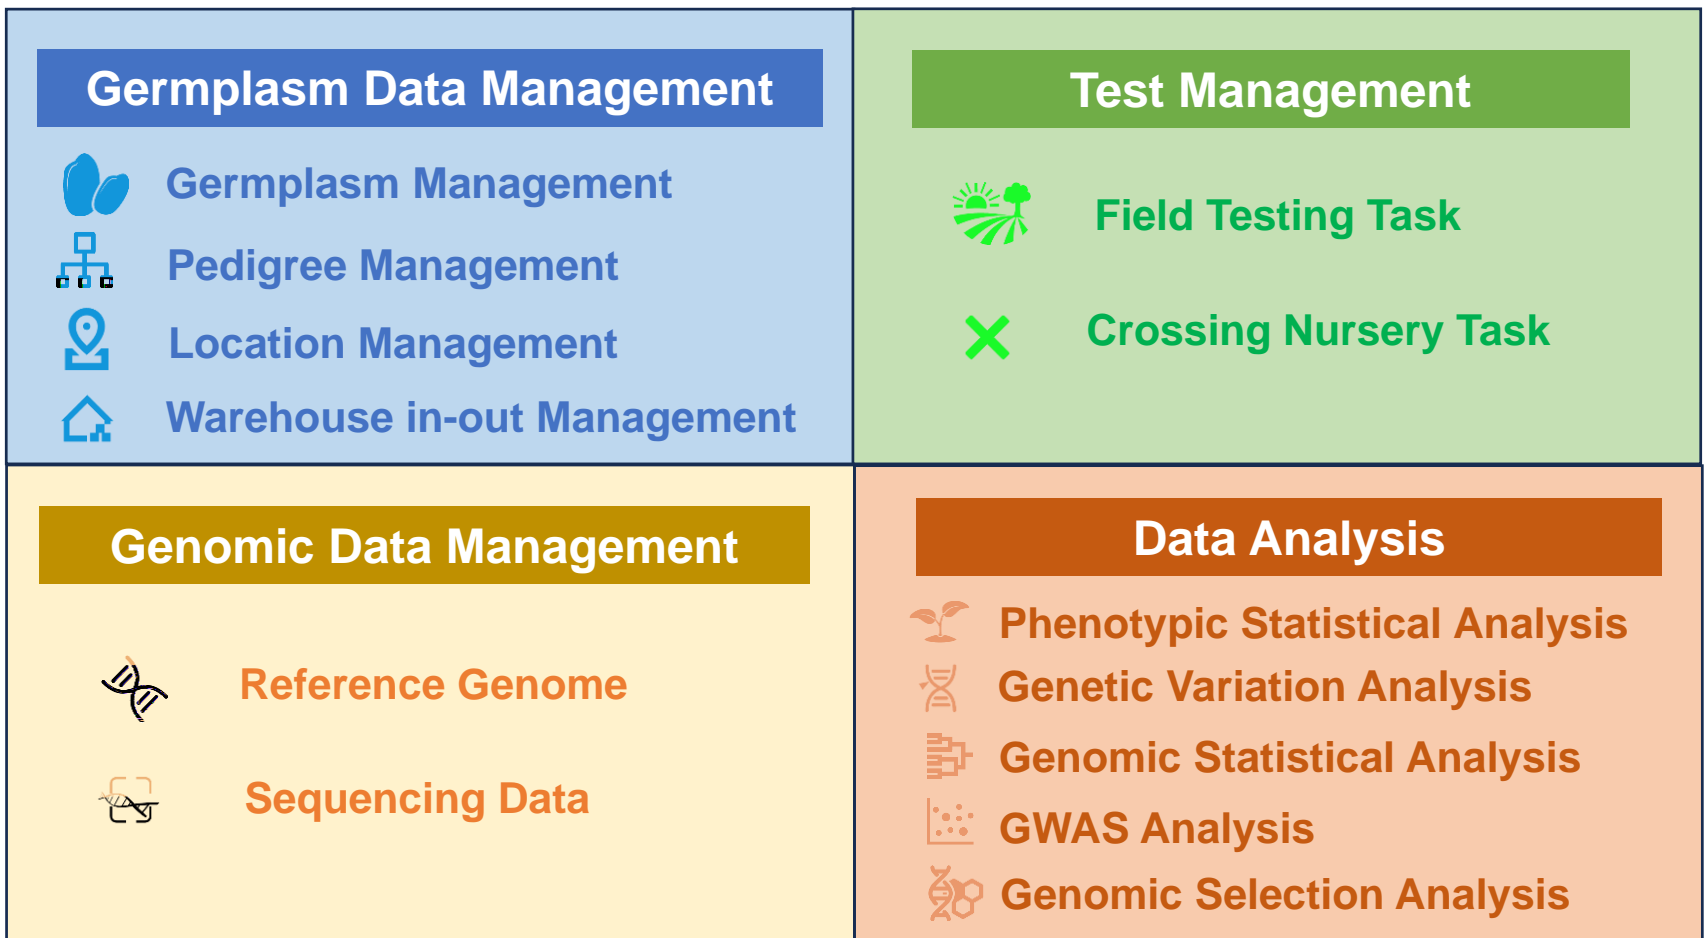 Germplasm Data Management
Germplasm Management
Pedigree Management
Location Management
Warehouse in-out Management
Test Management
Field Testing Task
Crossing Nursery Task
Genomic Data Management
Reference Genome
Sequencing Data
Data Analysis
Phenotypic Statistical Analysis
Genetic Variation Analysis
Genomic Statistical Analysis
GWAS Analysis
Genomic Selection Analysis